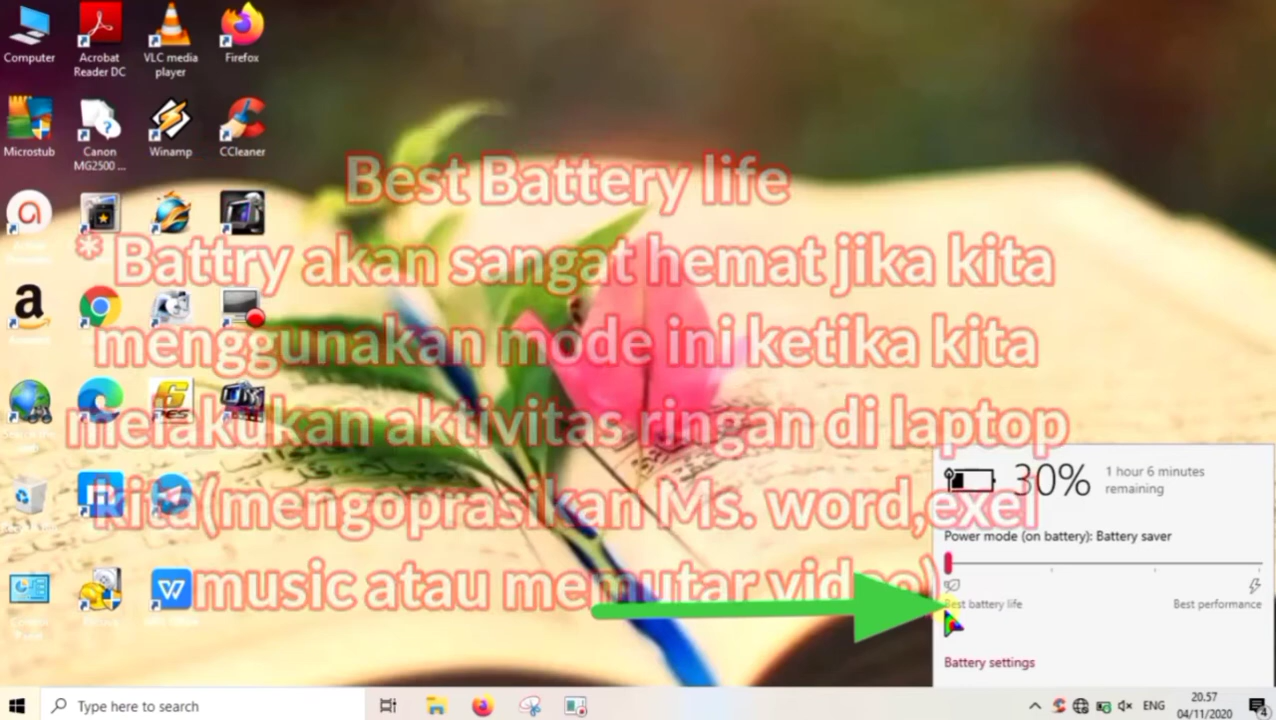 Computer
Acrobat Reader DC
VLC media player
Firefox
Microstub
Canon MG2500 ...
Winamp
CCleaner
Best Battery life
* Battry akan sangat hemat jika kita
menggunakan mode ini ketika kita
melakukan aktivitas ringan di laptop
kita(mengoprasikan Ms. word,exel
music atau memutar video)
30%
1 hour 6 minutes
remaining
Power mode (on battery): Battery saver
Best battery life
Best performance
Battery settings
Type here to search
ENG
20.57
04/11/2020
4